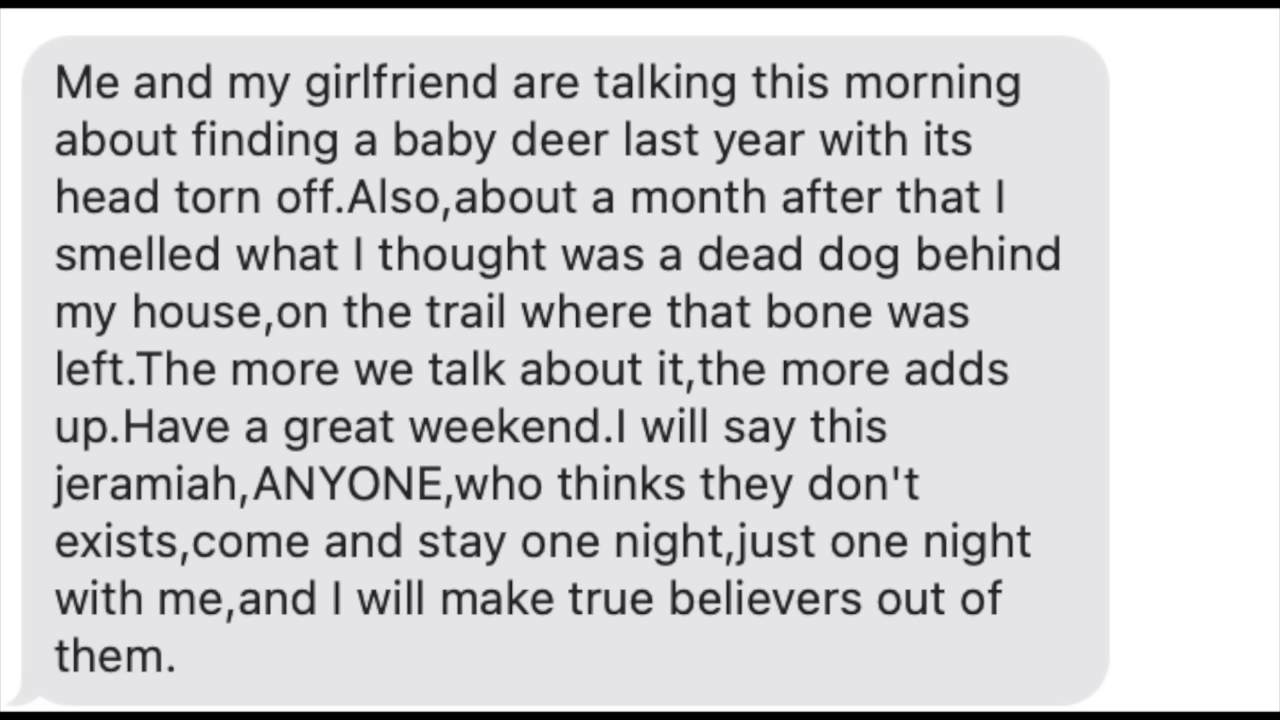 Me and my girlfriend are talking this morning
about finding a baby deer last year with its
head torn off.Also,about a month after that I
smelled what I thought was a dead dog behind
my house,on the trail where that bone was
left.The more we talk about it,the more adds
up.Have a great weekend.I will say this
jeramiah,ANYONE,who thinks they don't
exists,come and stay one night,just one night
with me,and I will make true believers out of
them.